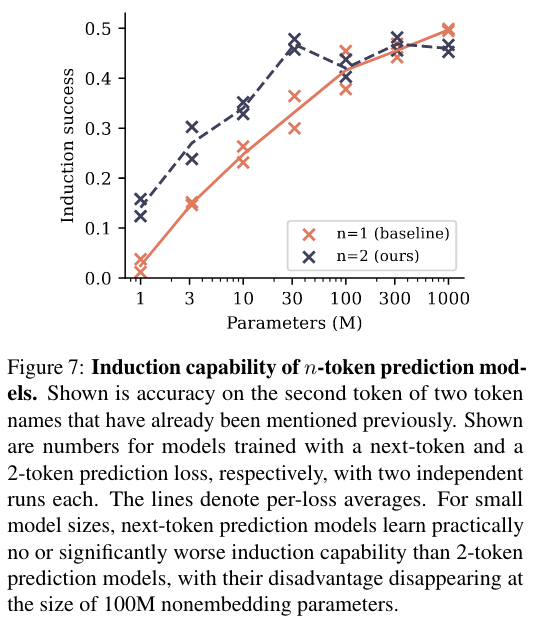 0.5
0.4
0.3
0.2
0.1
0.0
Induction success
n=1 (baseline)
n=2 (ours)
1 3 10 30 100 300 1000
Parameters (M)
Figure 7: Induction capability of n-token prediction mod-
els. Shown is accuracy on the second token of two token
names that have already been mentioned previously. Shown
are numbers for models trained with a next-token and a
2-token prediction loss, respectively, with two independent
runs each. The lines denote per-loss averages. For small
model sizes, next-token prediction models learn practically
no or significantly worse induction capability than 2-token
prediction models, with their disadvantage disappearing at
the size of 100M nonembedding parameters.